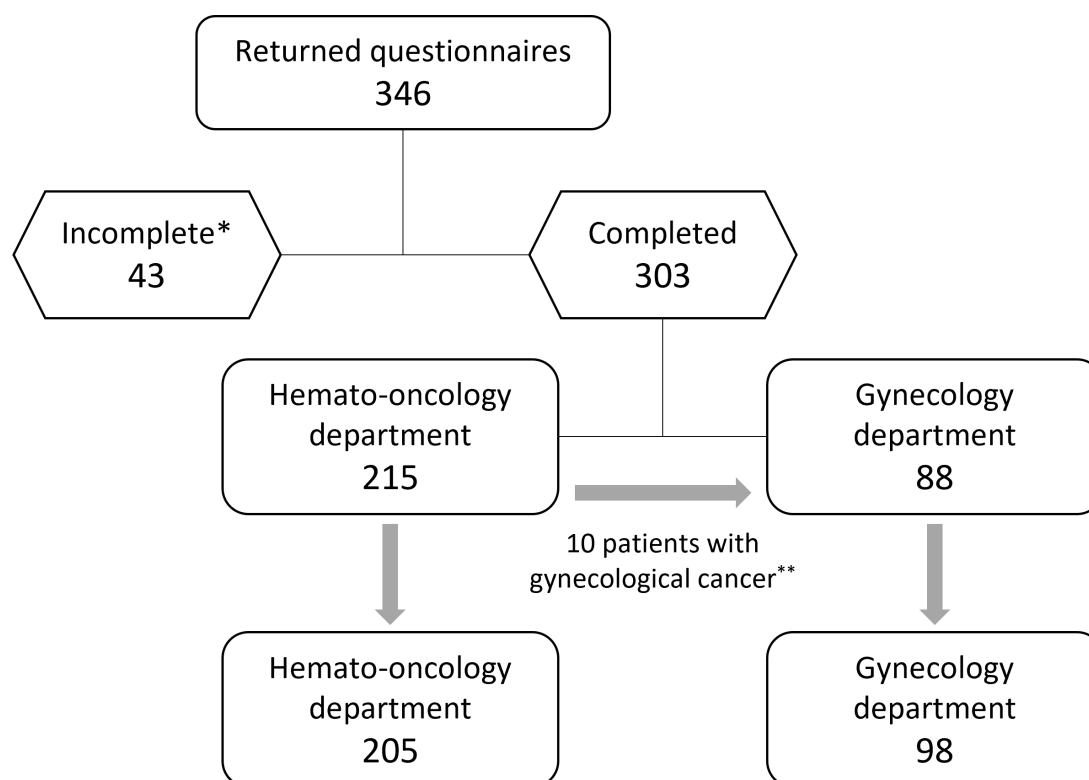 Returned questionnaires
346
Incomplete*
43
Completed
303
Hemato-oncology
department
215
Gynecology
department
88
10 patients with
gynecological cancer**
Hemato-oncology
department
205
Gynecology
department
98